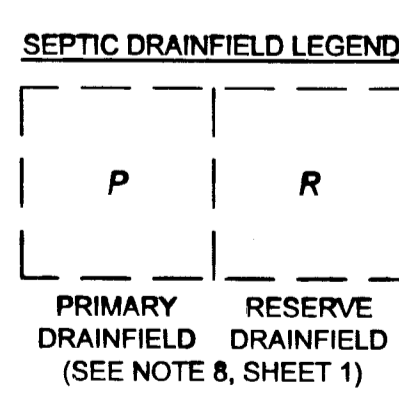 SEPTIC DRAINFIELD LEGEND
P R
PRIMARY RESERVE
DRAINFIELD DRAINFIELD
(SEE NOTE 8, SHEET 1)